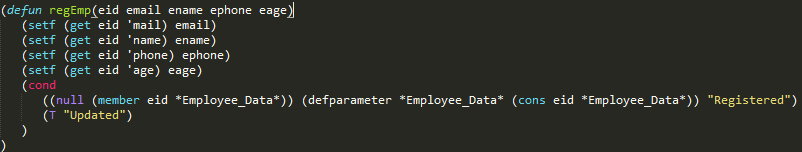 (defun regEmp(eid email ename ephone eage)
(setf (get eid 'mail) email)
(setf (get eid 'name) ename)
(setf (get eid 'phone) ephone)
(setf (get eid 'age) eage)
(cond
((null (member eid *Employee_Data*)) (defparameter *Employee_Data* (cons eid *Employee_Data*)) "Registered")
(T "Updated")
)
)